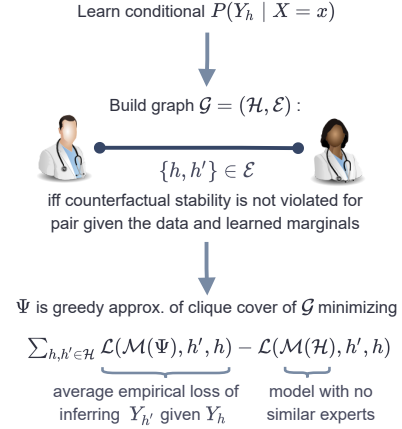 Learn conditional P(Y_h | X = x)
Build graph 𝒢 = (ℋ, ℰ) :
{h, h′} ∈ ℰ
iff counterfactual stability is not violated for
pair given the data and learned marginals
Ψ is greedy approx. of clique cover of 𝒢 minimizing
∑_{h,h′∈ℋ} ℒ(ℳ(Ψ), h′, h) − ℒ(ℳ(ℋ), h′, h)
average empirical loss of
inferring Y_{h′} given Y_h
model with no
similar experts